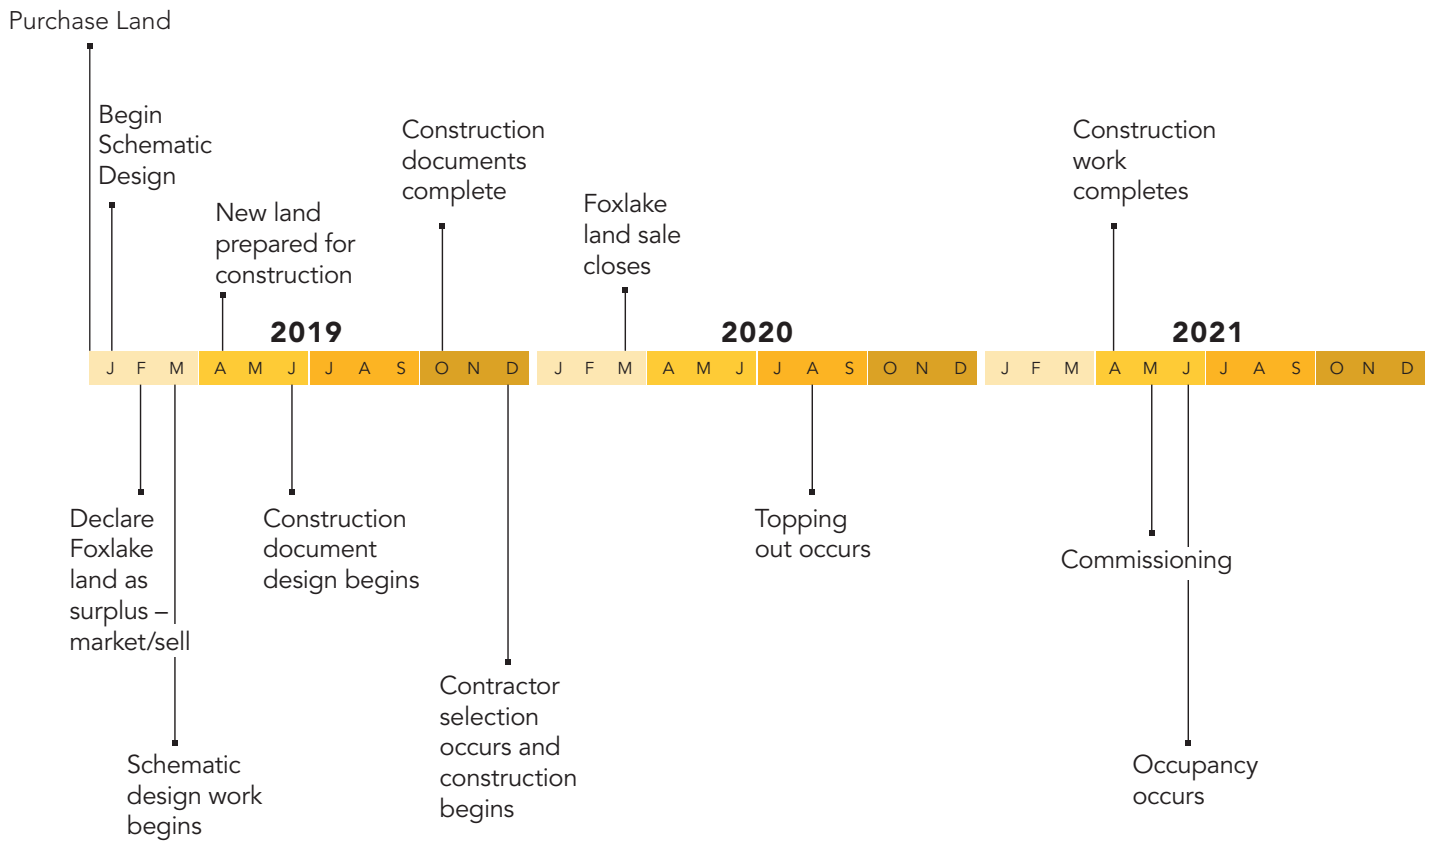 Purchase Land
Begin
Schematic
Design
New land
prepared for
construction
Construction
documents
complete
Foxlake
land sale
closes
Construction
work
completes
2019
2020
2021
J F M A M J J A S O N D J F M A M J J A S O N D J F M A M J J A S O N D
Declare
Foxlake
land as
surplus –
market/sell
Schematic
design work
begins
Construction
document
design begins
Contractor
selection
occurs and
construction
begins
Topping
out occurs
Commissioning
Occupancy
occurs